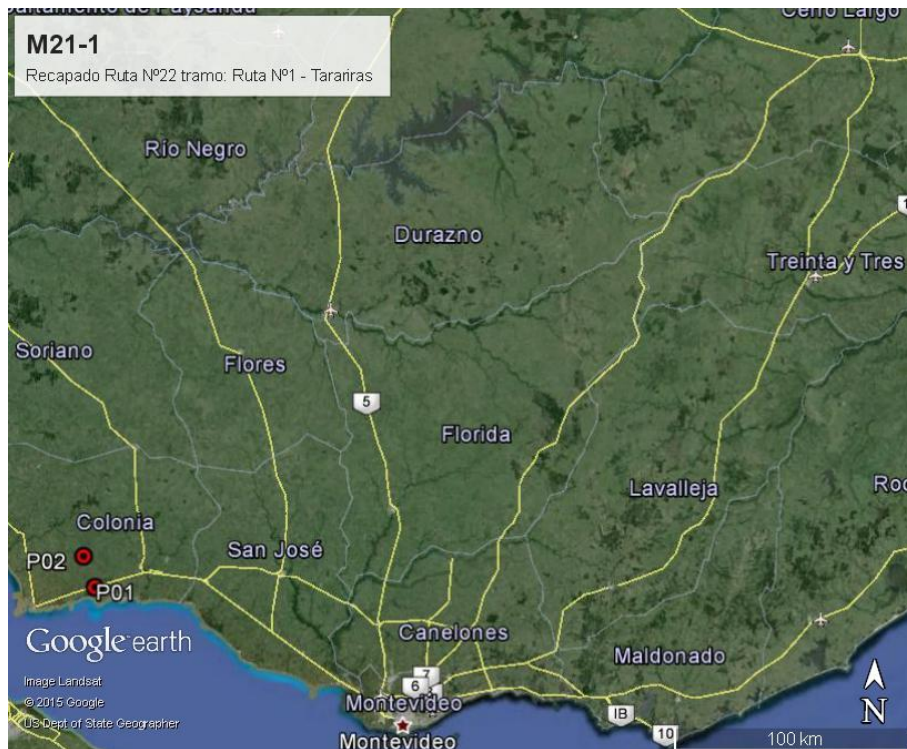 M21-1
Recapado Ruta Nº22 tramo: Ruta Nº1 - Tarariras
Cerro Largo
Río Negro
Durazno
Treinta y Tres
Soriano
Flores
5
Florida
Lavalleja
Colonia
San José
P02
P01
Google earth
Canelones
Maldonado
7
6
Image Landsat
© 2015 Google
US Dept of State Geographer
Montevideo
Montevideo
IB
10
N
100 km